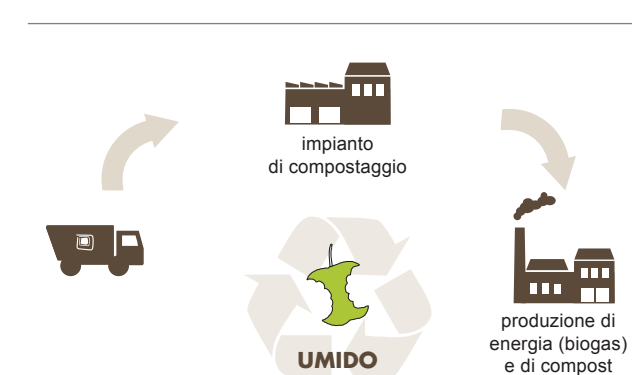 impianto
di compostaggio
produzione di
energia (biogas)
e di compost
UMIDO